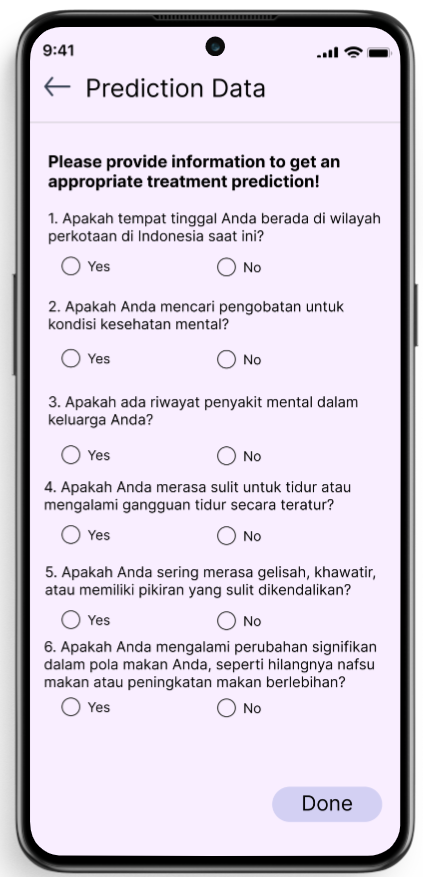 9:41
Prediction Data
Please provide information to get an
appropriate treatment prediction!
1. Apakah tempat tinggal Anda berada di wilayah
perkotaan di Indonesia saat ini?
Yes No
2. Apakah Anda mencari pengobatan untuk
kondisi kesehatan mental?
Yes No
3. Apakah ada riwayat penyakit mental dalam
keluarga Anda?
Yes No
4. Apakah Anda merasa sulit untuk tidur atau
mengalami gangguan tidur secara teratur?
Yes No
5. Apakah Anda sering merasa gelisah, khawatir,
atau memiliki pikiran yang sulit dikendalikan?
Yes No
6. Apakah Anda mengalami perubahan signifikan
dalam pola makan Anda, seperti hilangnya nafsu
makan atau peningkatan makan berlebihan?
Yes No
Done